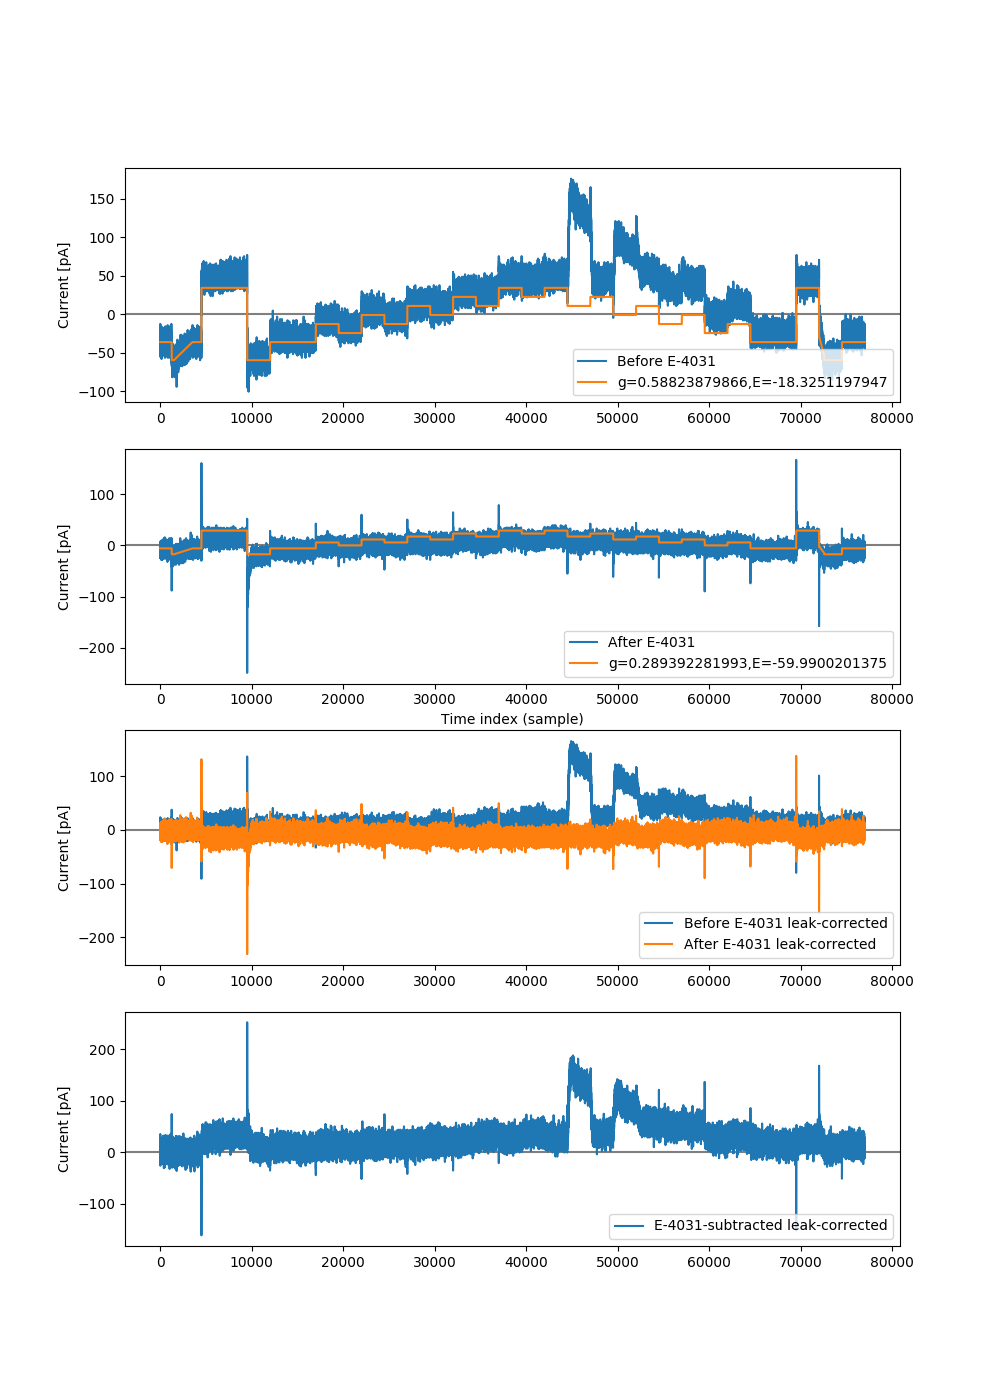 150
100
50
0
−50
−100
Current [pA]
Before E-4031
g=0.58823879866,E=-18.3251197947
0 10000 20000 30000 40000 50000 60000 70000 80000
100
0
−100
−200
Current [pA]
After E-4031
g=0.289392281993,E=-59.9900201375
0 10000 20000 30000 40000 50000 60000 70000 80000
Time index (sample)
100
0
−100
−200
Current [pA]
Before E-4031 leak-corrected
After E-4031 leak-corrected
0 10000 20000 30000 40000 50000 60000 70000 80000
200
100
0
−100
Current [pA]
E-4031-subtracted leak-corrected
0 10000 20000 30000 40000 50000 60000 70000 80000